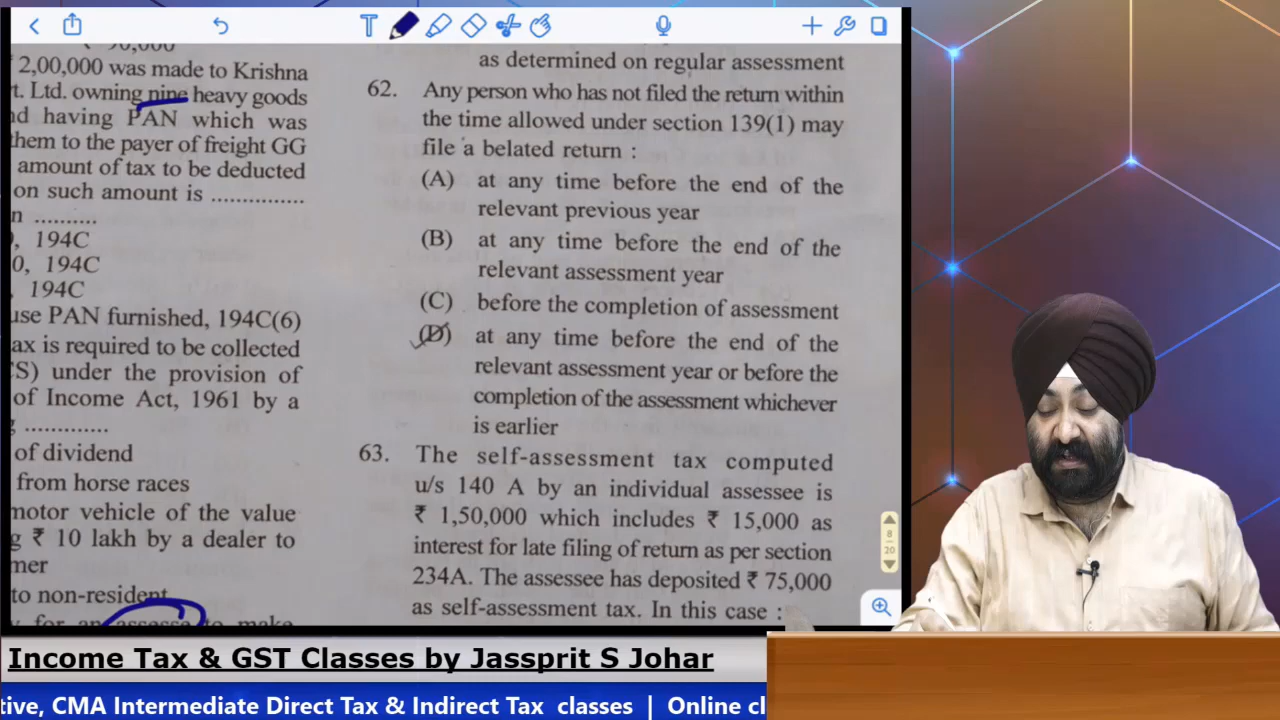 ₹ 90,000
2,00,000 was made to Krishna
t. Ltd. owning nine heavy goods
d having PAN which was
them to the payer of freight GG
amount of tax to be deducted
on such amount is ...............
n ..........
, 194C
0, 194C
, 194C
use PAN furnished, 194C(6)
ax is required to be collected
CS) under the provision of
of Income Act, 1961 by a
g ............
of dividend
from horse races
motor vehicle of the value
g ₹ 10 lakh by a dealer to
mer
to non-resident
for an assesse to make
as determined on regular assessment
62. Any person who has not filed the return within
the time allowed under section 139(1) may
file a belated return :
(A) at any time before the end of the
relevant previous year
(B) at any time before the end of the
relevant assessment year
(C) before the completion of assessment
(D) at any time before the end of the
relevant assessment year or before the
completion of the assessment whichever
is earlier
63. The self-assessment tax computed
u/s 140 A by an individual assessee is
₹ 1,50,000 which includes ₹ 15,000 as
interest for late filing of return as per section
234A. The assessee has deposited ₹ 75,000
as self-assessment tax. In this case :
8
20
Income Tax & GST Classes by Jassprit S Johar
tive, CMA Intermediate Direct Tax & Indirect Tax classes | Online cl